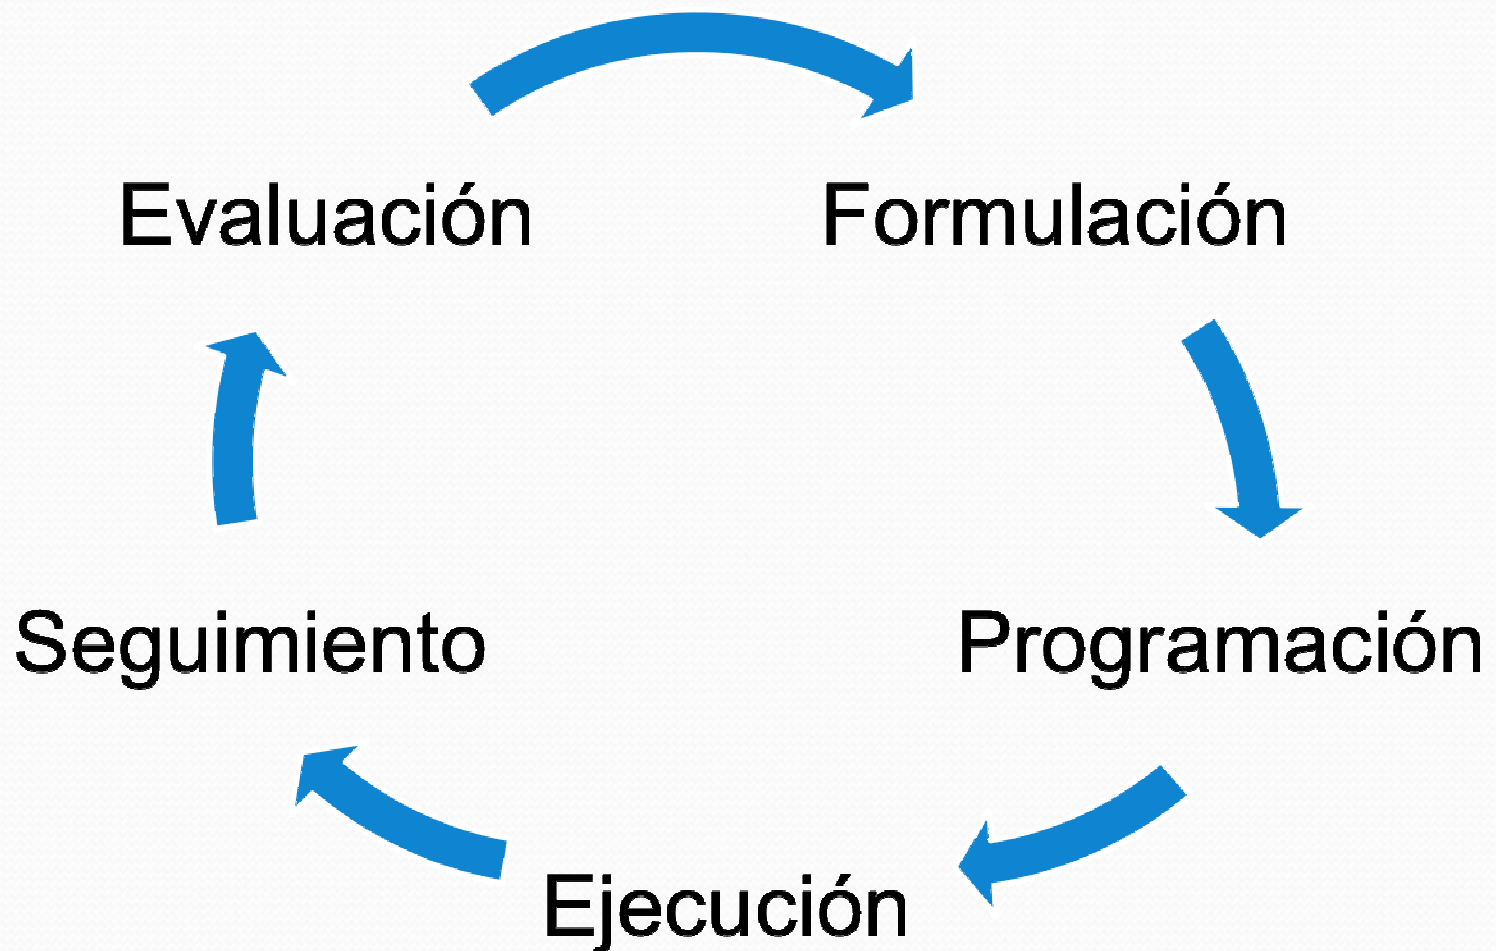 Evaluación
Formulación
Seguimiento
Programación
Ejecución